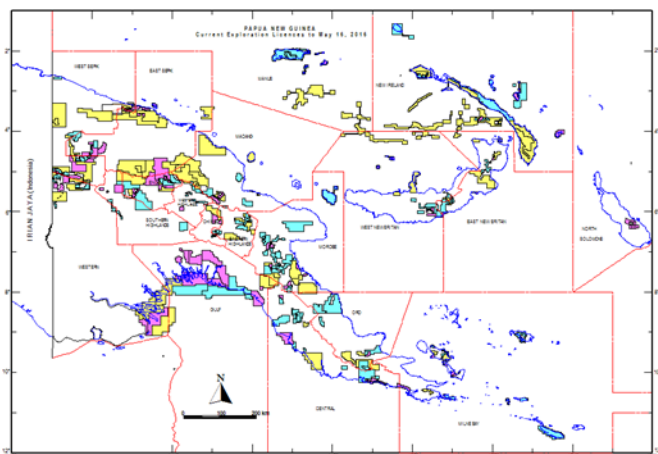 PAPUA NEW GUINEA
Current Exploration Licences to May 16, 2016
2°
WEST SEPIK
EAST SEPIK
MANUS
NEW IRELAND
4°
MADANG
IRIAN JAYA (Indonesia)
6°
SOUTHERN
HIGHLANDS
EASTERN
HIGHLANDS
MOROBE
WEST NEW BRITAIN
EAST NEW BRITAIN
NORTH
SOLOMONS
WESTERN
8°
GULF
ORO
N
10°
0 100 200 km
CENTRAL
MILNE BAY
12°